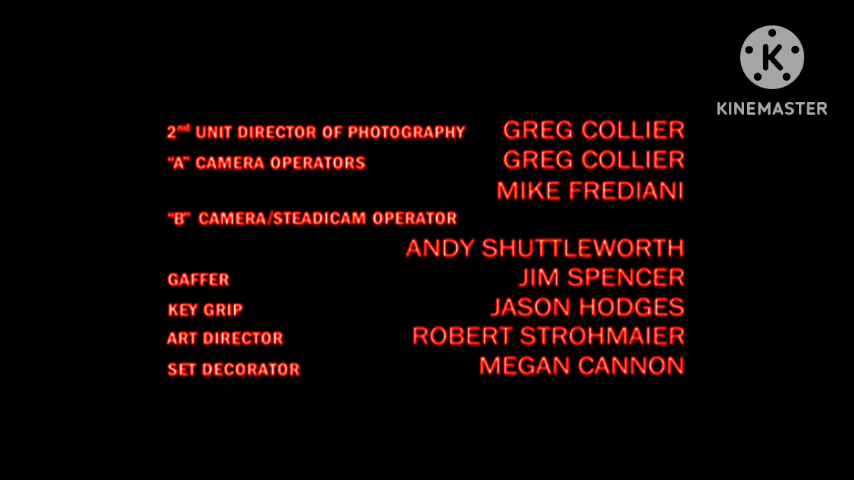 KINEMASTER
2nd UNIT DIRECTOR OF PHOTOGRAPHY GREG COLLIER
“A” CAMERA OPERATORS GREG COLLIER
MIKE FREDIANI
“B” CAMERA/STEADICAM OPERATOR
ANDY SHUTTLEWORTH
GAFFER JIM SPENCER
KEY GRIP JASON HODGES
ART DIRECTOR ROBERT STROHMAIER
SET DECORATOR MEGAN CANNON